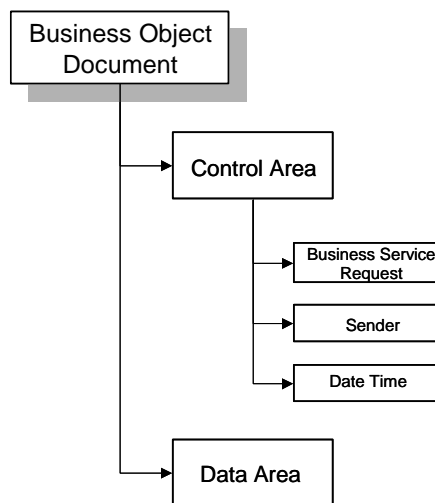 Business Object
Document
Control Area
Business Service
Request
Sender
Date Time
Data Area